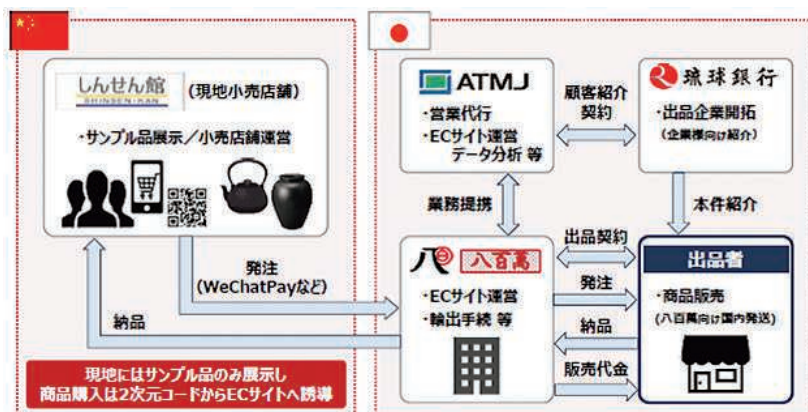 しんせん館
SHINSEN-KAN
(現地小売店舗)
・サンプル品展示／小売店舗運営
発注
(WeChatPayなど)
納品
現地にはサンプル品のみ展示し
商品購入は2次元コードからECサイトへ誘導
ATMJ
・営業代行
・ECサイト運営
データ分析 等
顧客紹介
契約
琉球銀行
・出品企業開拓
(企業様向け紹介)
業務提携
本件紹介
八百 八百萬
・ECサイト運営
・輸出手続 等
出品契約
発注
納品
販売代金
出品者
・商品販売
(八百萬向け国内発送)